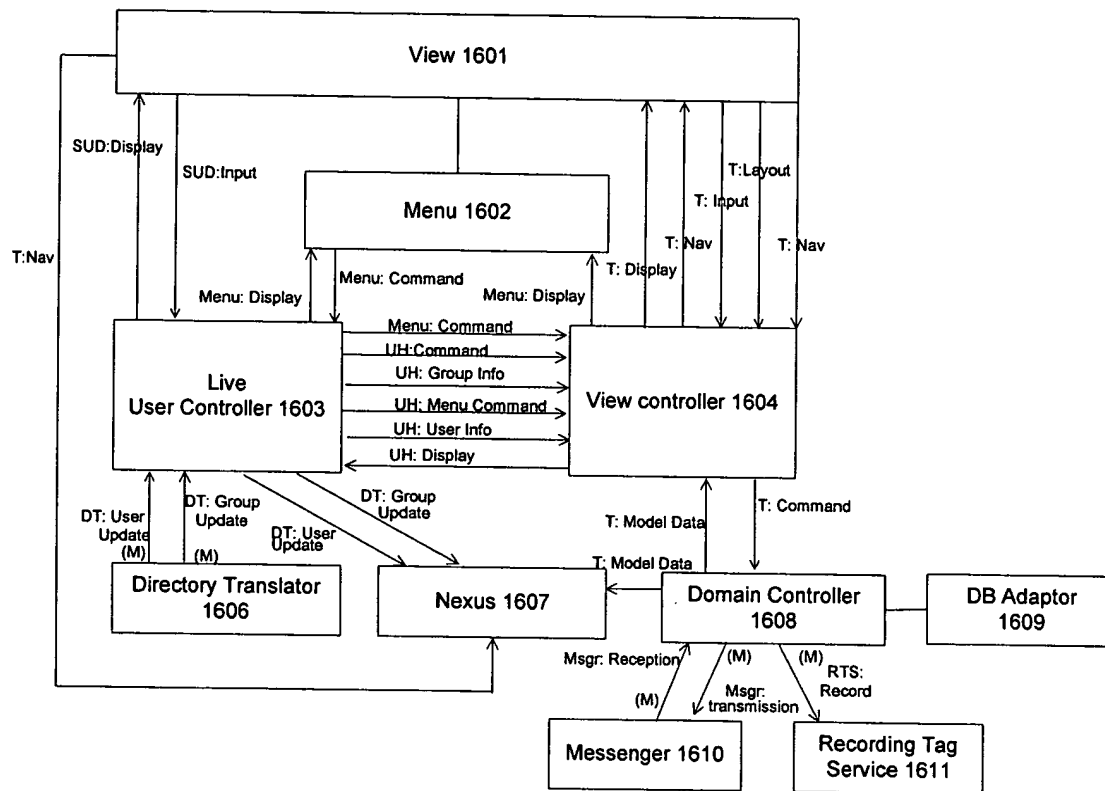 View 1601
SUD:Display
SUD:Input
T:Layout
T: Input
Menu 1602
T: Nav
T: Nav
T:Nav
T: Display
Menu: Command
Menu: Display
Menu: Display
Menu: Command
UH:Command
Live
User Controller 1603
UH: Group Info
View controller 1604
UH: Menu Command
UH: User Info
UH: Display
DT: User
Update
(M)
DT: Group
Update
(M)
DT: Group
Update
DT: User
Update
T: Model Data
T: Command
T: Model Data
Directory Translator
1606
Nexus 1607
Domain Controller
1608
DB Adaptor
1609
Msgr: Reception
(M)
(M)
RTS:
Record
(M)
Msgr:
transmission
Messenger 1610
Recording Tag
Service 1611